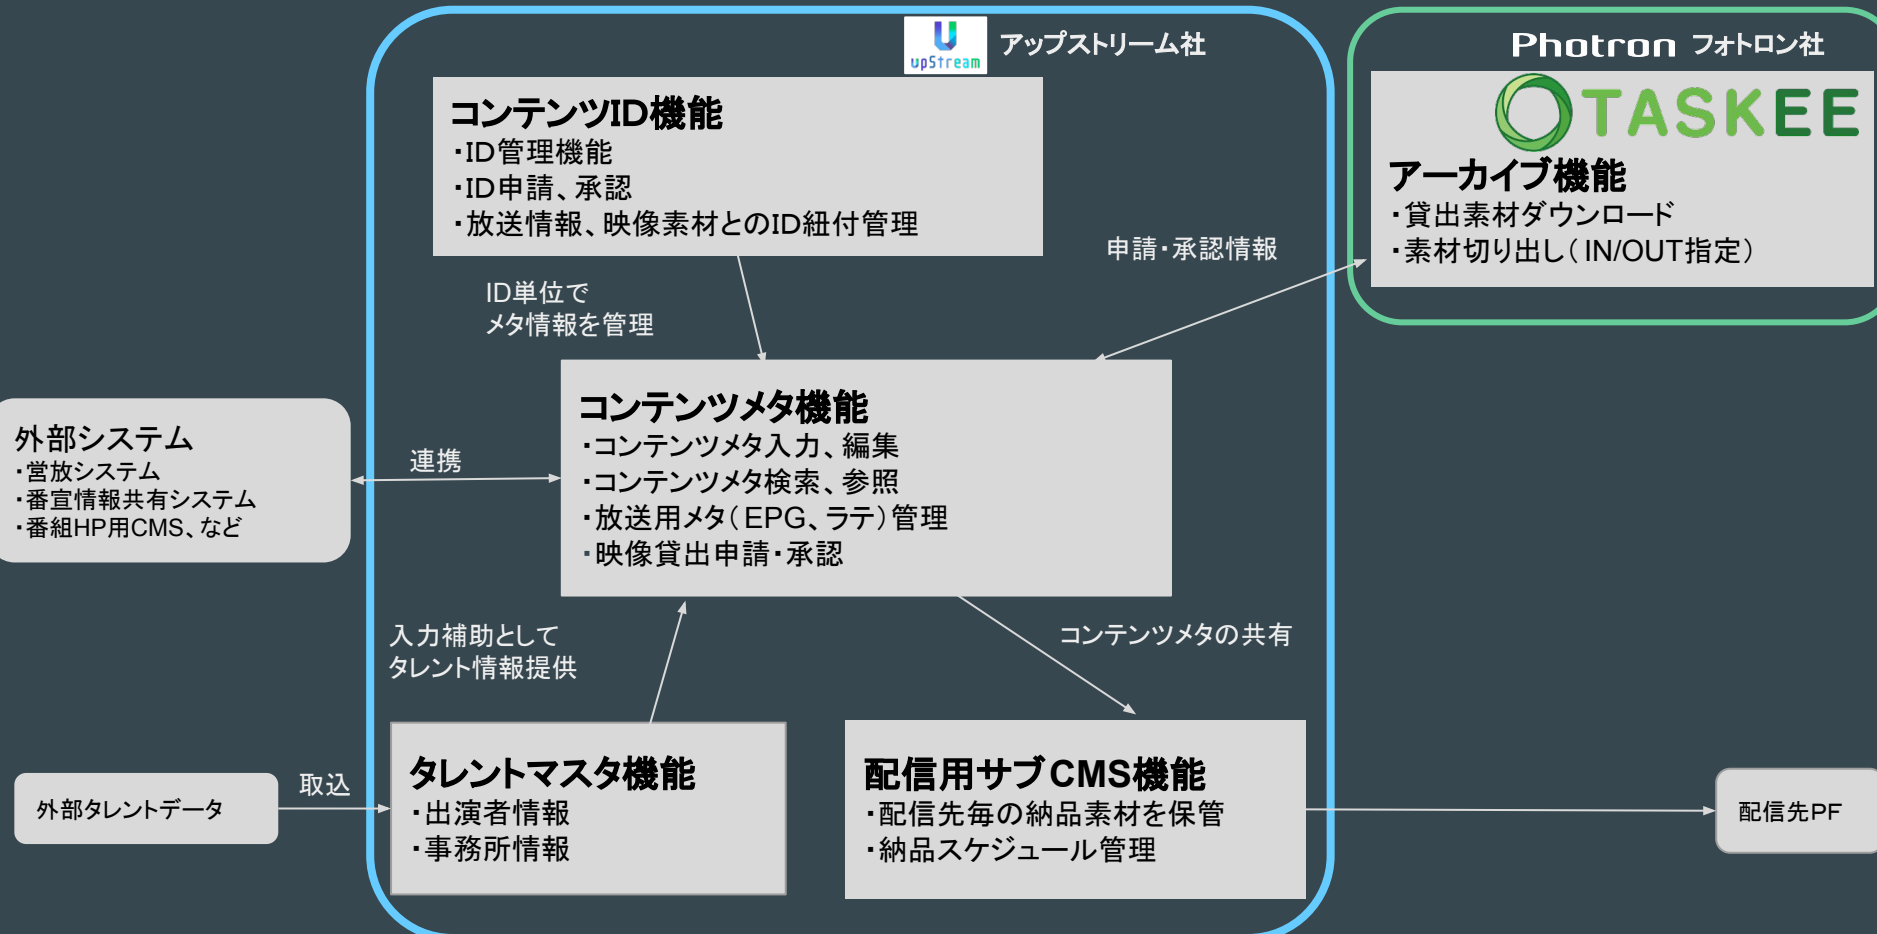 upStream
アップストリーム社
Photron フォトロン社
コンテンツID機能
・ID管理機能
・ID申請、承認
・放送情報、映像素材とのID紐付管理
TASKEE
アーカイブ機能
・貸出素材ダウンロード
・素材切り出し（IN/OUT指定）
申請・承認情報
ID単位で
メタ情報を管理
コンテンツメタ機能
・コンテンツメタ入力、編集
・コンテンツメタ検索、参照
・放送用メタ（EPG、ラテ）管理
・映像貸出申請・承認
外部システム
・営放システム
・番宣情報共有システム
・番組HP用CMS、など
連携
入力補助として
タレント情報提供
コンテンツメタの共有
外部タレントデータ
取込
タレントマスタ機能
・出演者情報
・事務所情報
配信用サブCMS機能
・配信先毎の納品素材を保管
・納品スケジュール管理
配信先PF